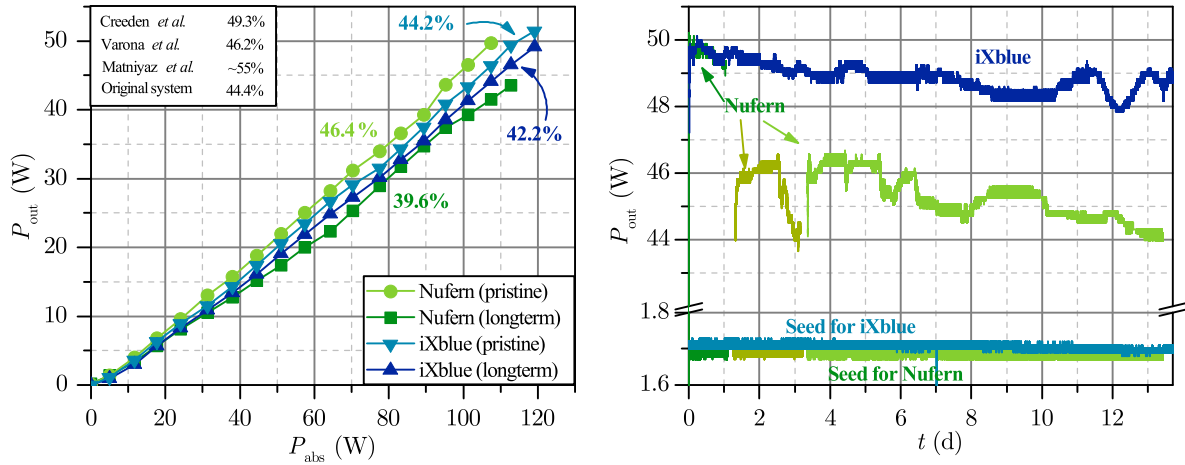 Creeden et al. 49.3%
Varona et al. 46.2%
Matniyaz et al. ~55%
Original system 44.4%
44.2%
46.4%
42.2%
39.6%
Nufern (pristine)
Nufern (longterm)
iXblue (pristine)
iXblue (longterm)
60
50
40
30
20
10
0
0 20 40 60 80 100 120
P_out (W)
P_abs (W)
iXblue
Nufern
Seed for iXblue
Seed for Nufern
50
48
46
44
1.8
1.8
1.6
0 2 4 6 8 10 12
P_out (W)
t (d)